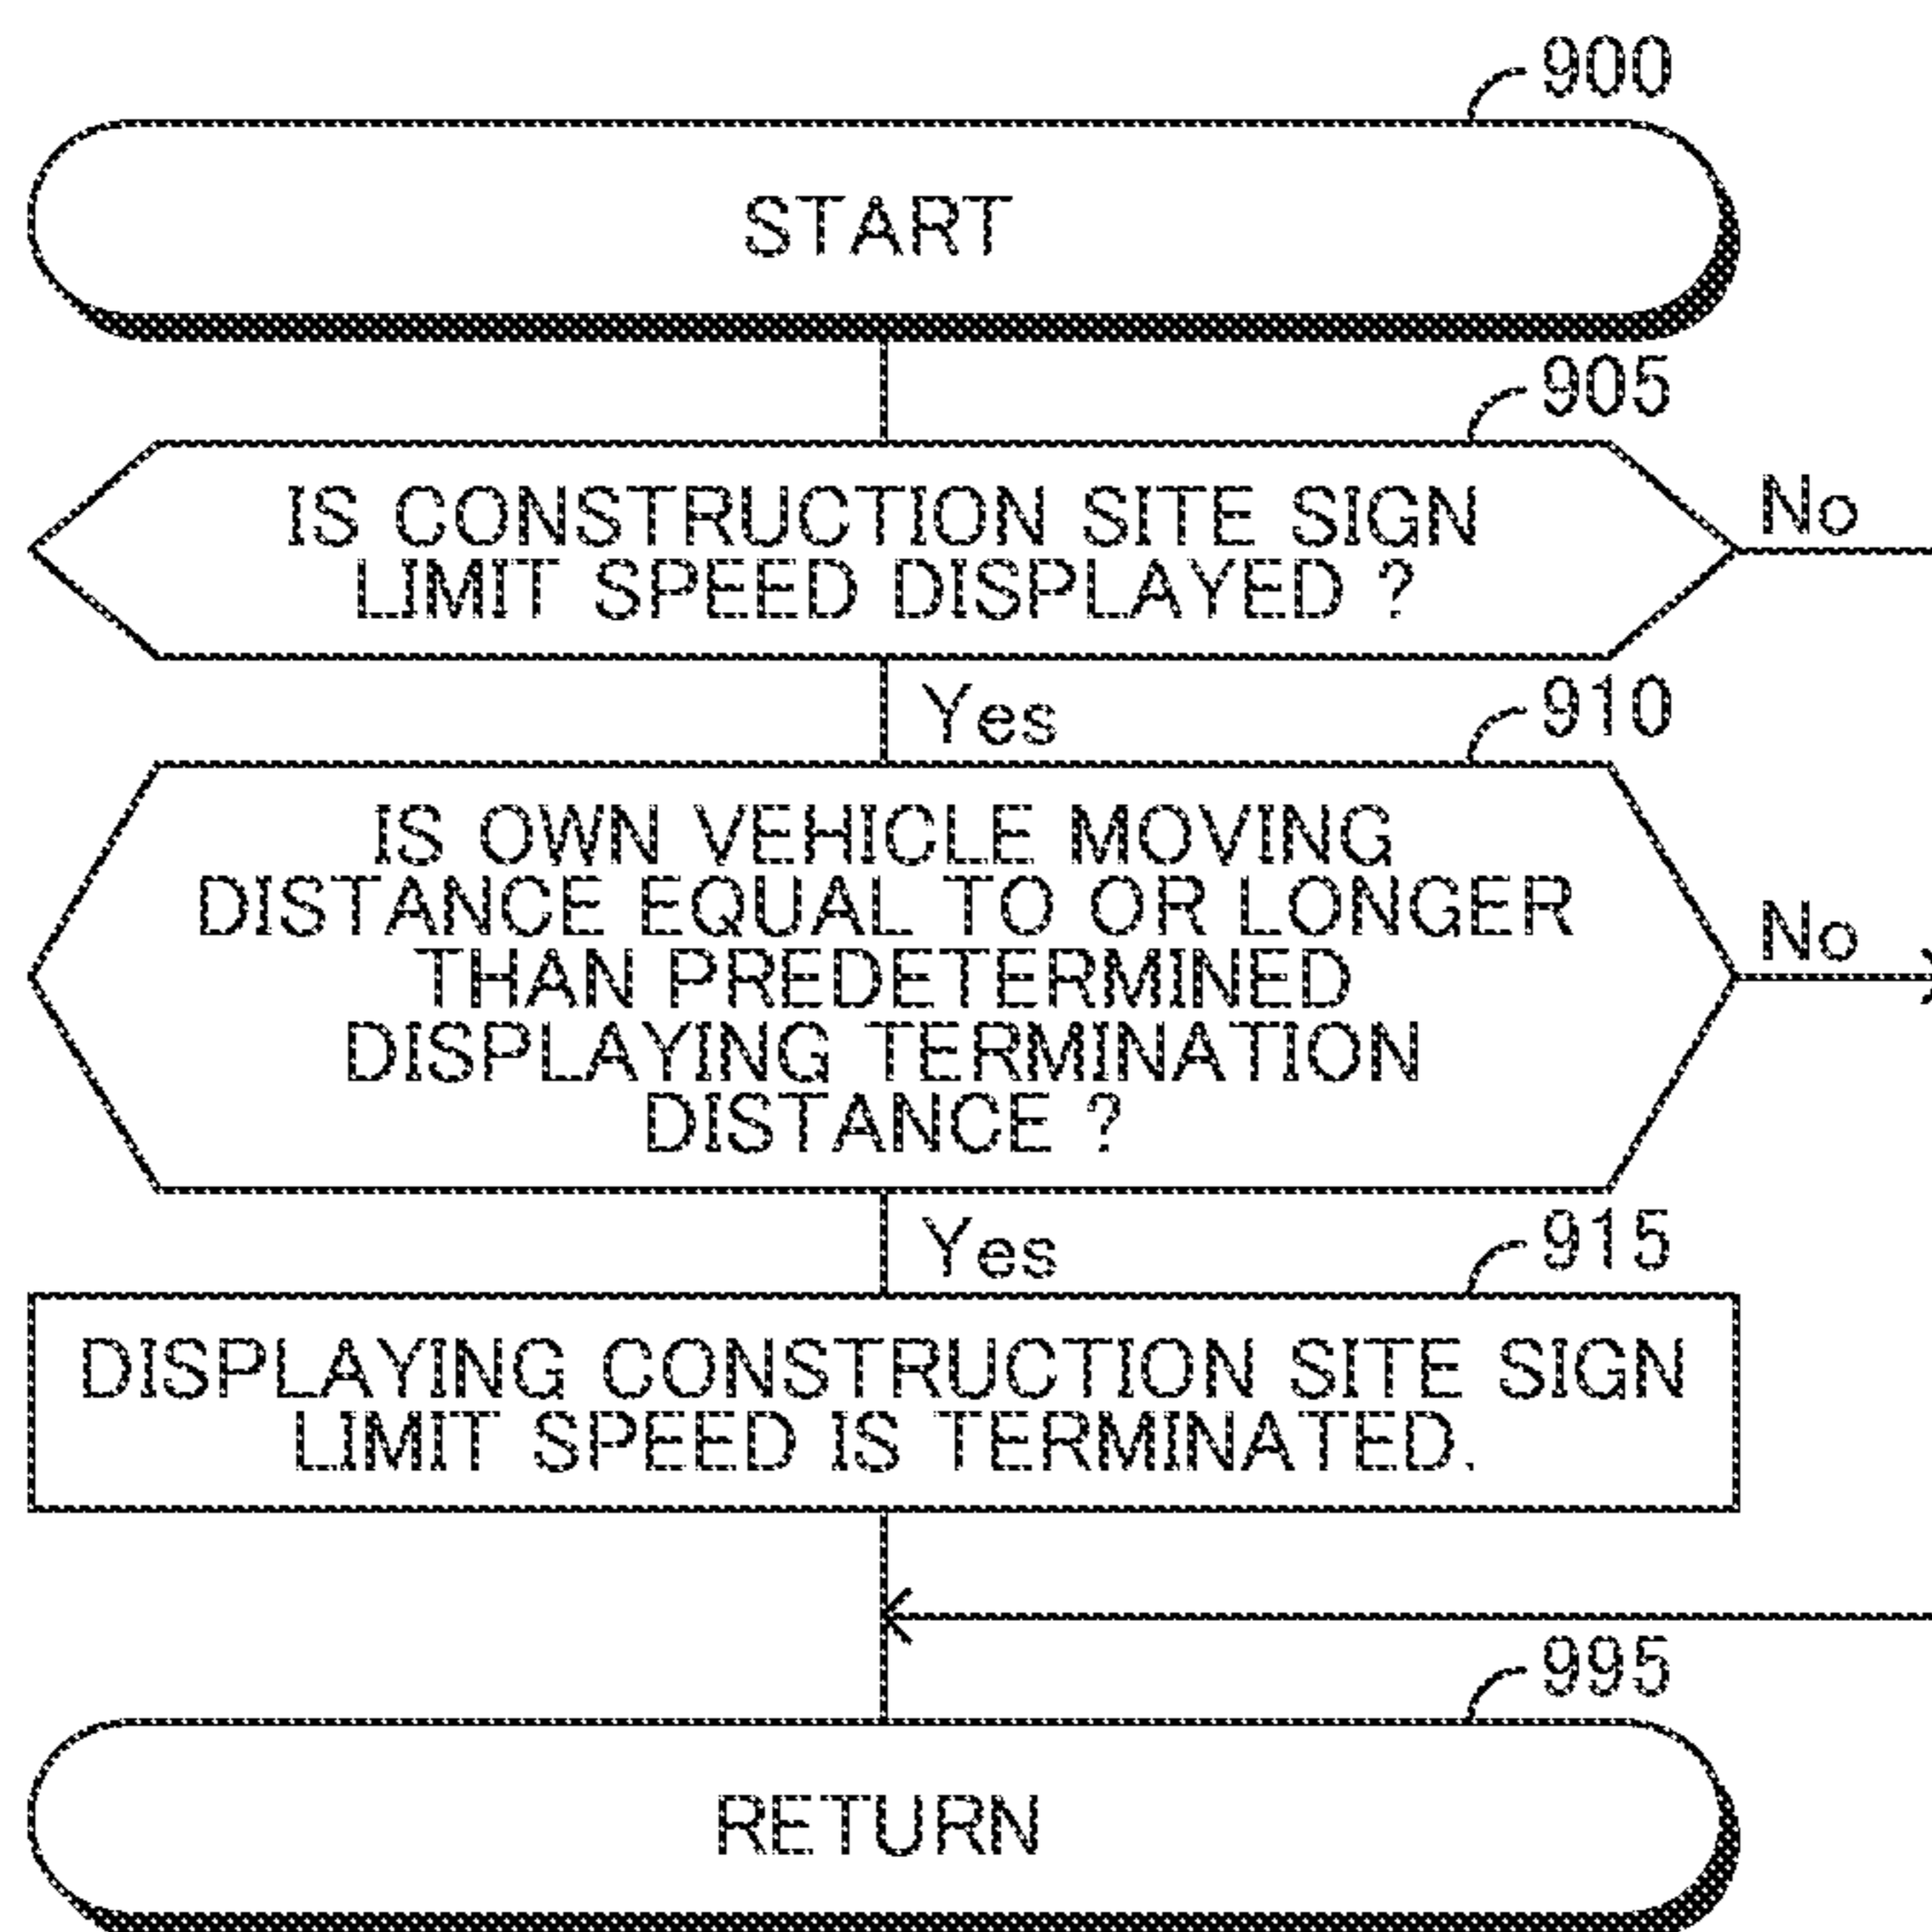 900
START
905
IS CONSTRUCTION SITE SIGN
LIMIT SPEED DISPLAYED ?
No
Yes
910
IS OWN VEHICLE MOVING
DISTANCE EQUAL TO OR LONGER
THAN PREDETERMINED
DISPLAYING TERMINATION
DISTANCE ?
No
Yes
915
DISPLAYING CONSTRUCTION SITE SIGN
LIMIT SPEED IS TERMINATED.
995
RETURN